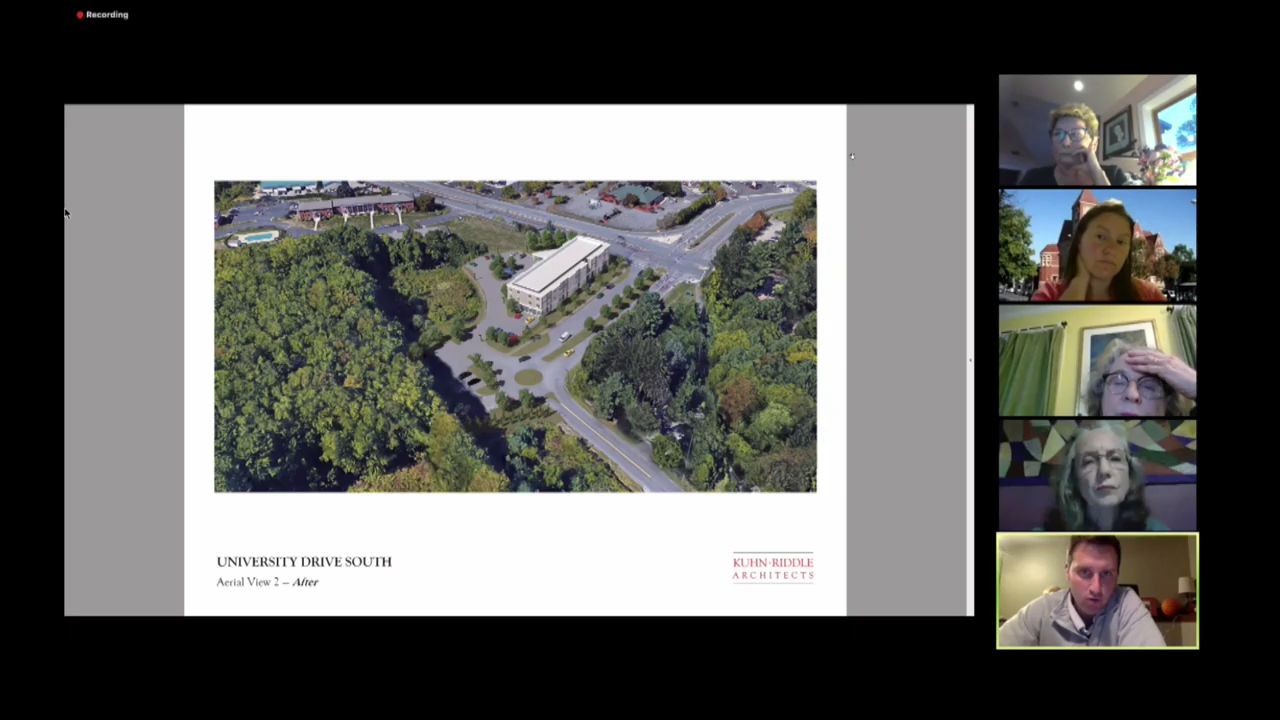 Recording
UNIVERSITY DRIVE SOUTH
Aerial View 2 – After
KUHN·RIDDLE
ARCHITECTS